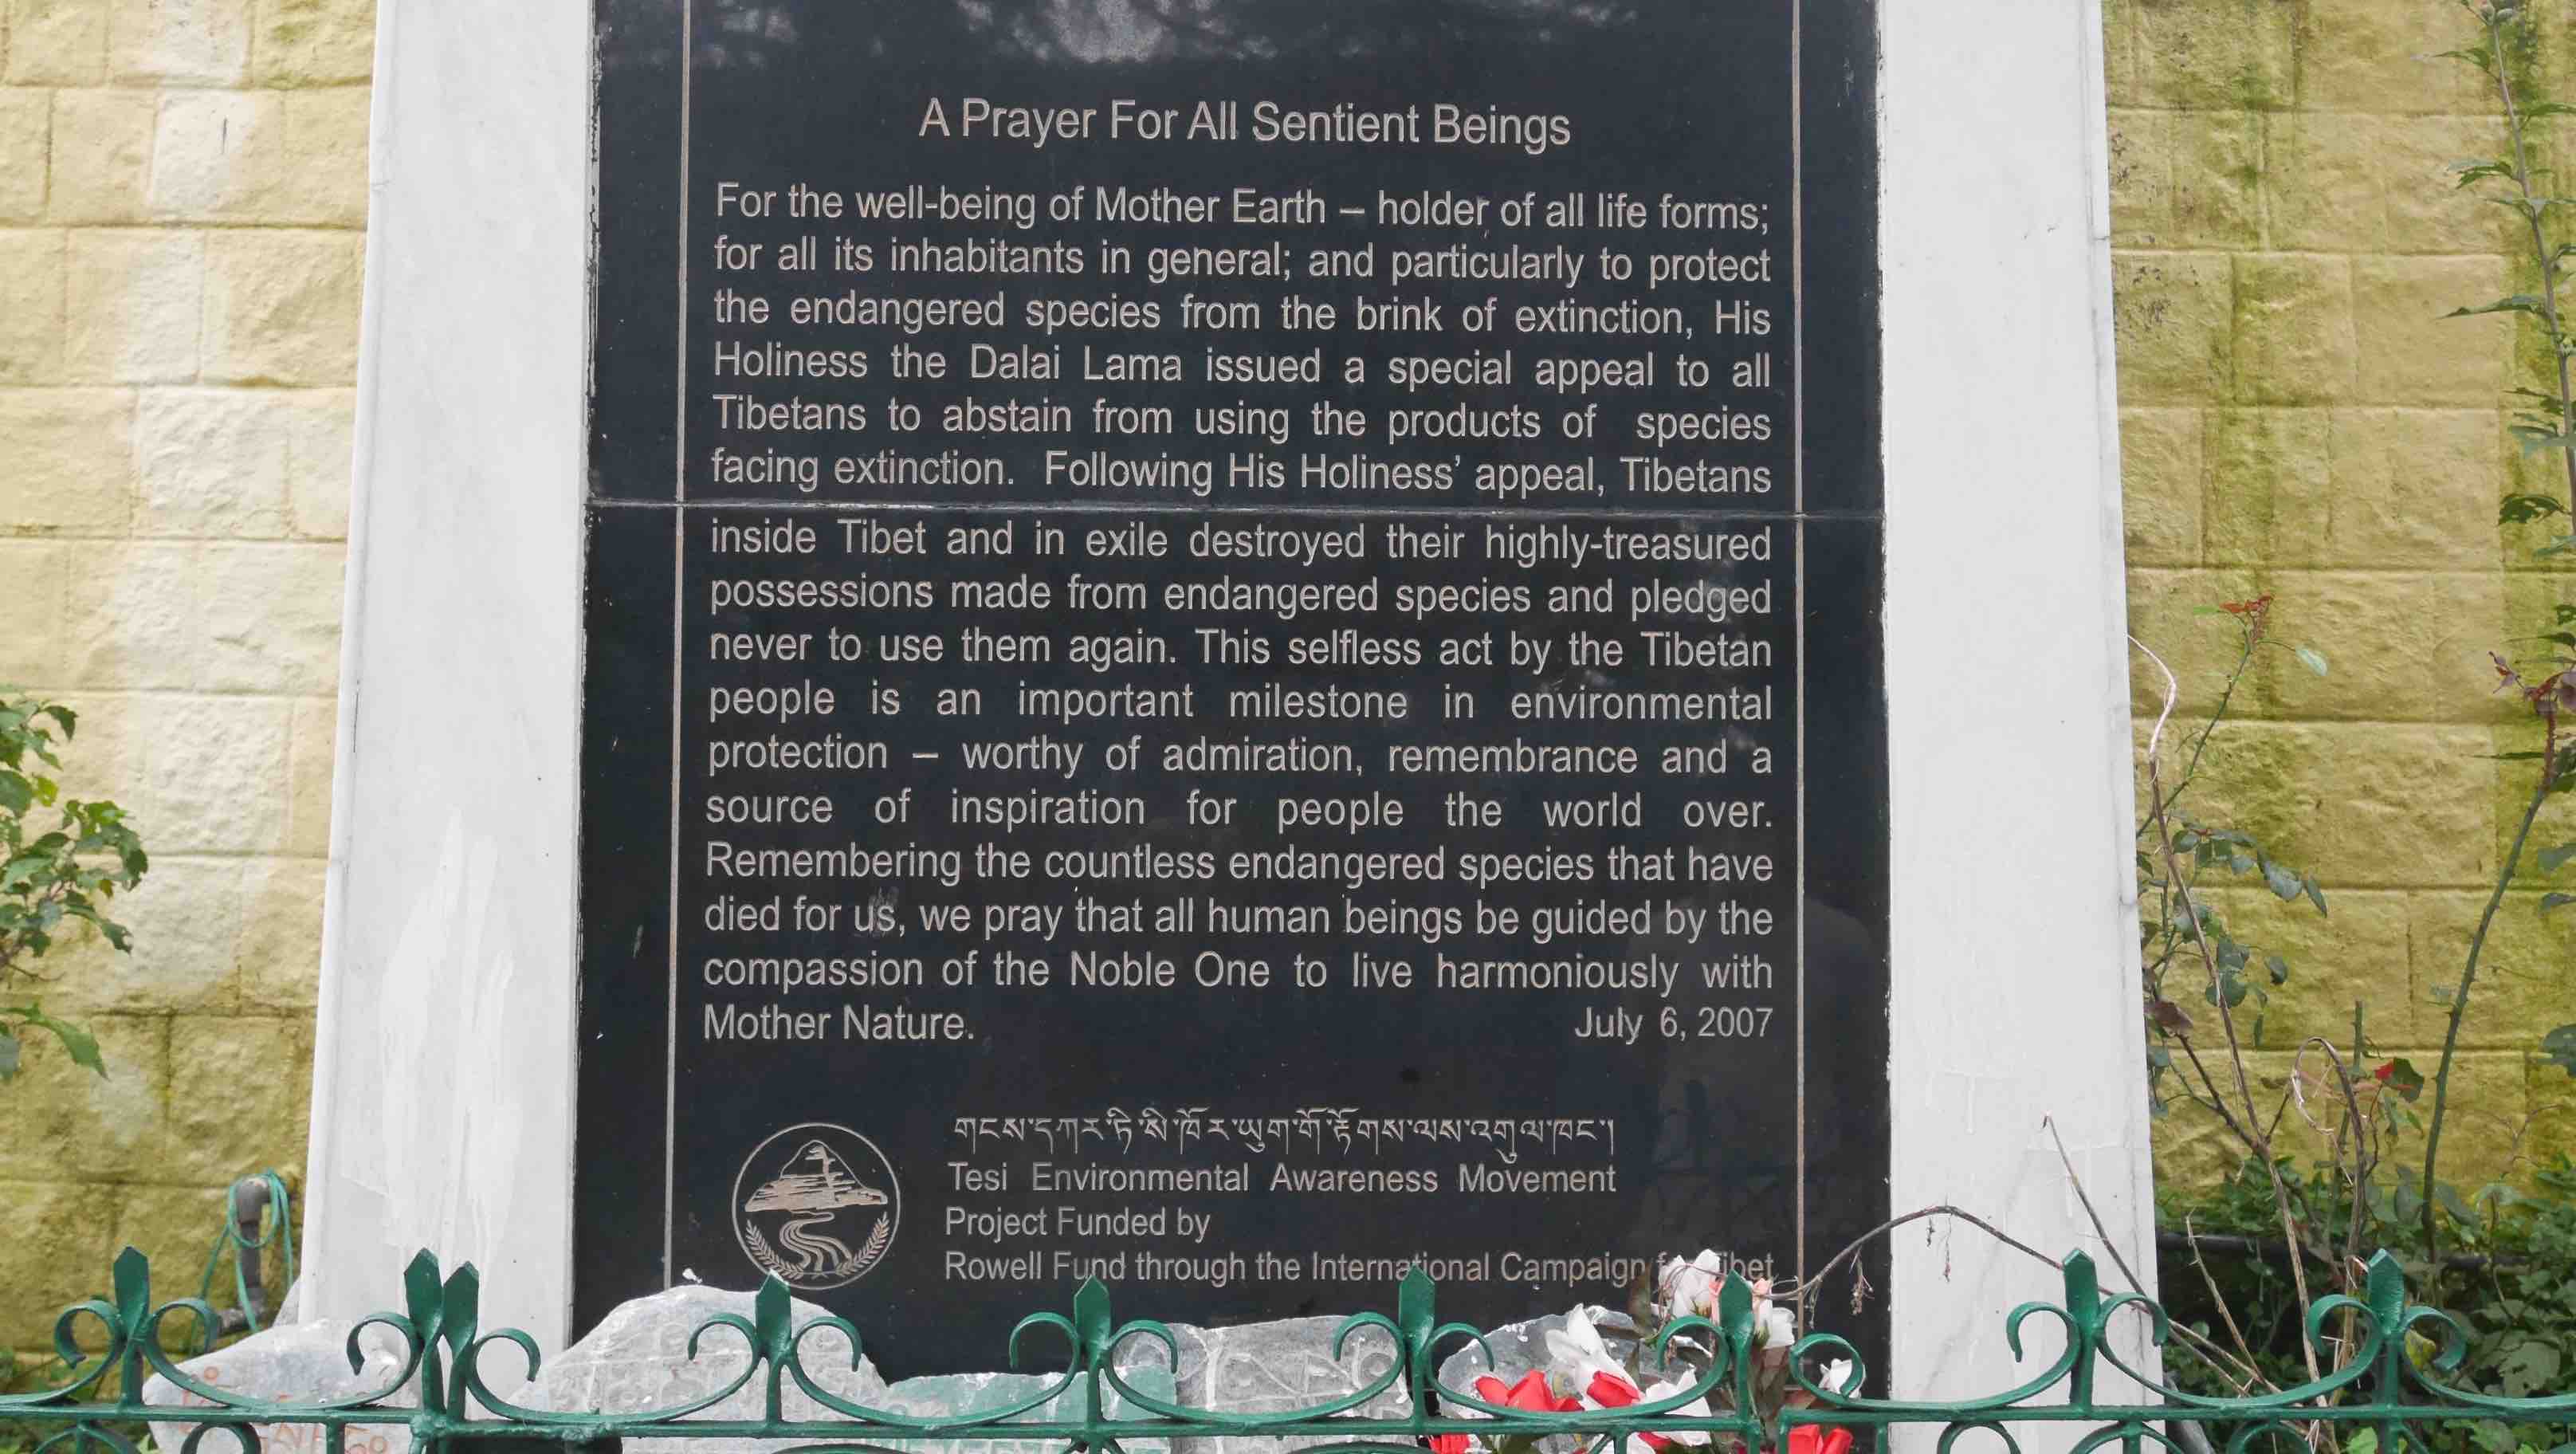 A Prayer For All Sentient Beings
For the well-being of Mother Earth – holder of all life forms;
for all its inhabitants in general; and particularly to protect
the endangered species from the brink of extinction, His
Holiness the Dalai Lama issued a special appeal to all
Tibetans to abstain from using the products of species
facing extinction. Following His Holiness' appeal, Tibetans
inside Tibet and in exile destroyed their highly-treasured
possessions made from endangered species and pledged
never to use them again. This selfless act by the Tibetan
people is an important milestone in environmental
protection – worthy of admiration, remembrance and a
source of inspiration for people the world over.
Remembering the countless endangered species that have
died for us, we pray that all human beings be guided by the
compassion of the Noble One to live harmoniously with
Mother Nature. July 6, 2007
གངས་དཀར་ཏི་སི་ཁོར་ཡུག་གོ་རྟོགས་ལས་འགུལ་ཁང་།
Tesi Environmental Awareness Movement
Project Funded by
Rowell Fund through the International Campaign for Tibet